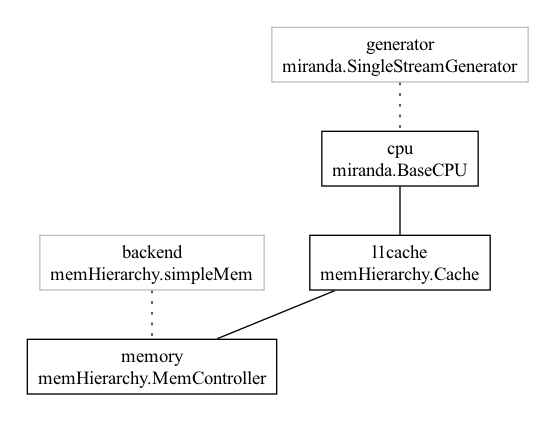 generator
miranda.SingleStreamGenerator
cpu
miranda.BaseCPU
backend
memHierarchy.simpleMem
l1cache
memHierarchy.Cache
memory
memHierarchy.MemController